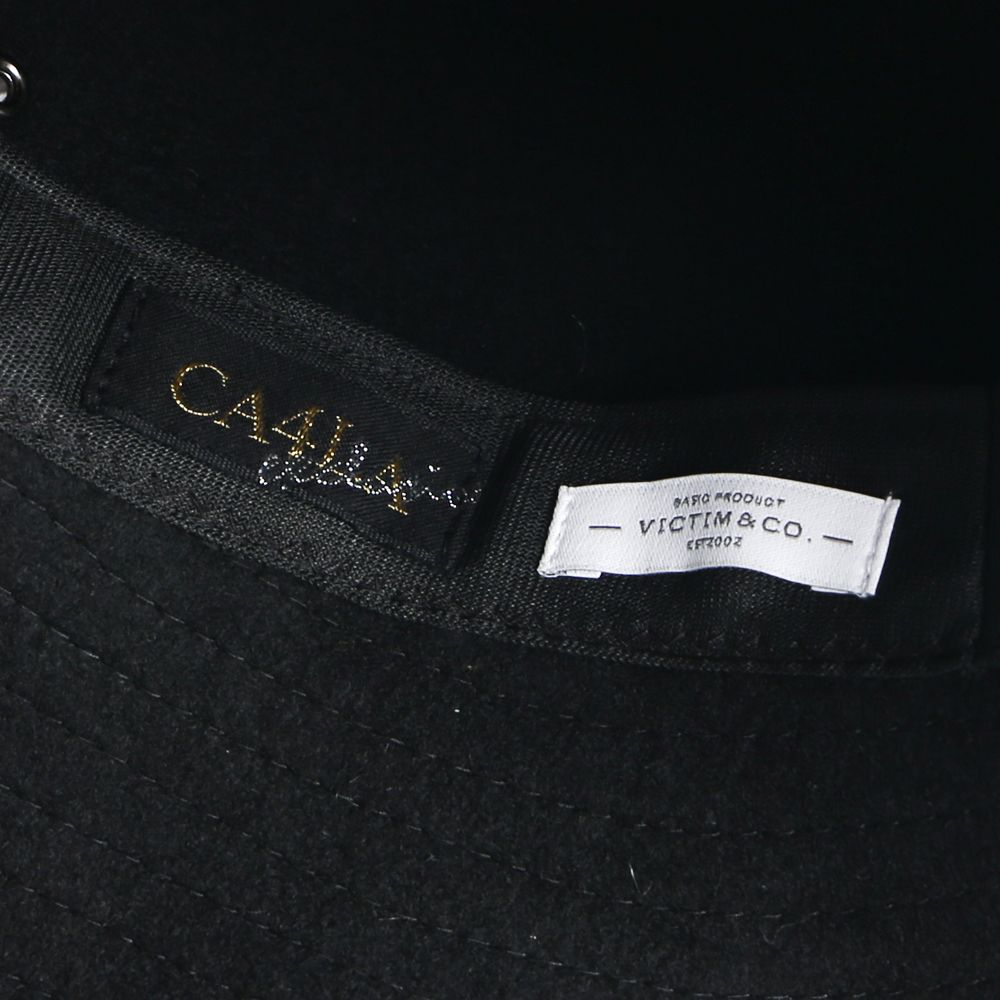 CA4LA
BASIC PRODUCT
— VICTIM & CO. —
EST2002